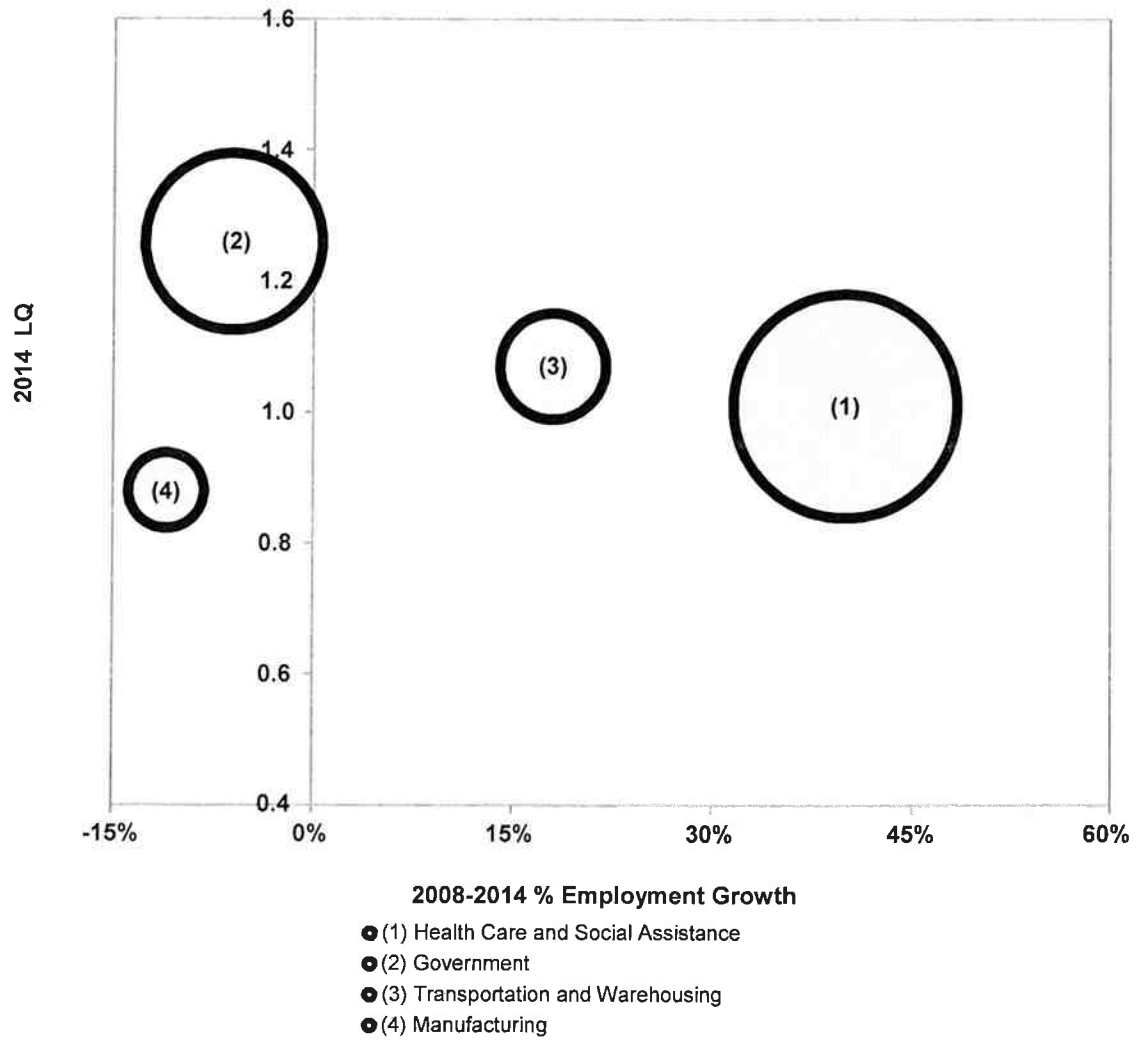 1.6
1.4
(2)
1.2
2014 LQ
(3)
1.0
(1)
(4)
0.8
0.6
0.4
-15%
0%
15%
30%
45%
60%
2008-2014 % Employment Growth
(1) Health Care and Social Assistance
(2) Government
(3) Transportation and Warehousing
(4) Manufacturing